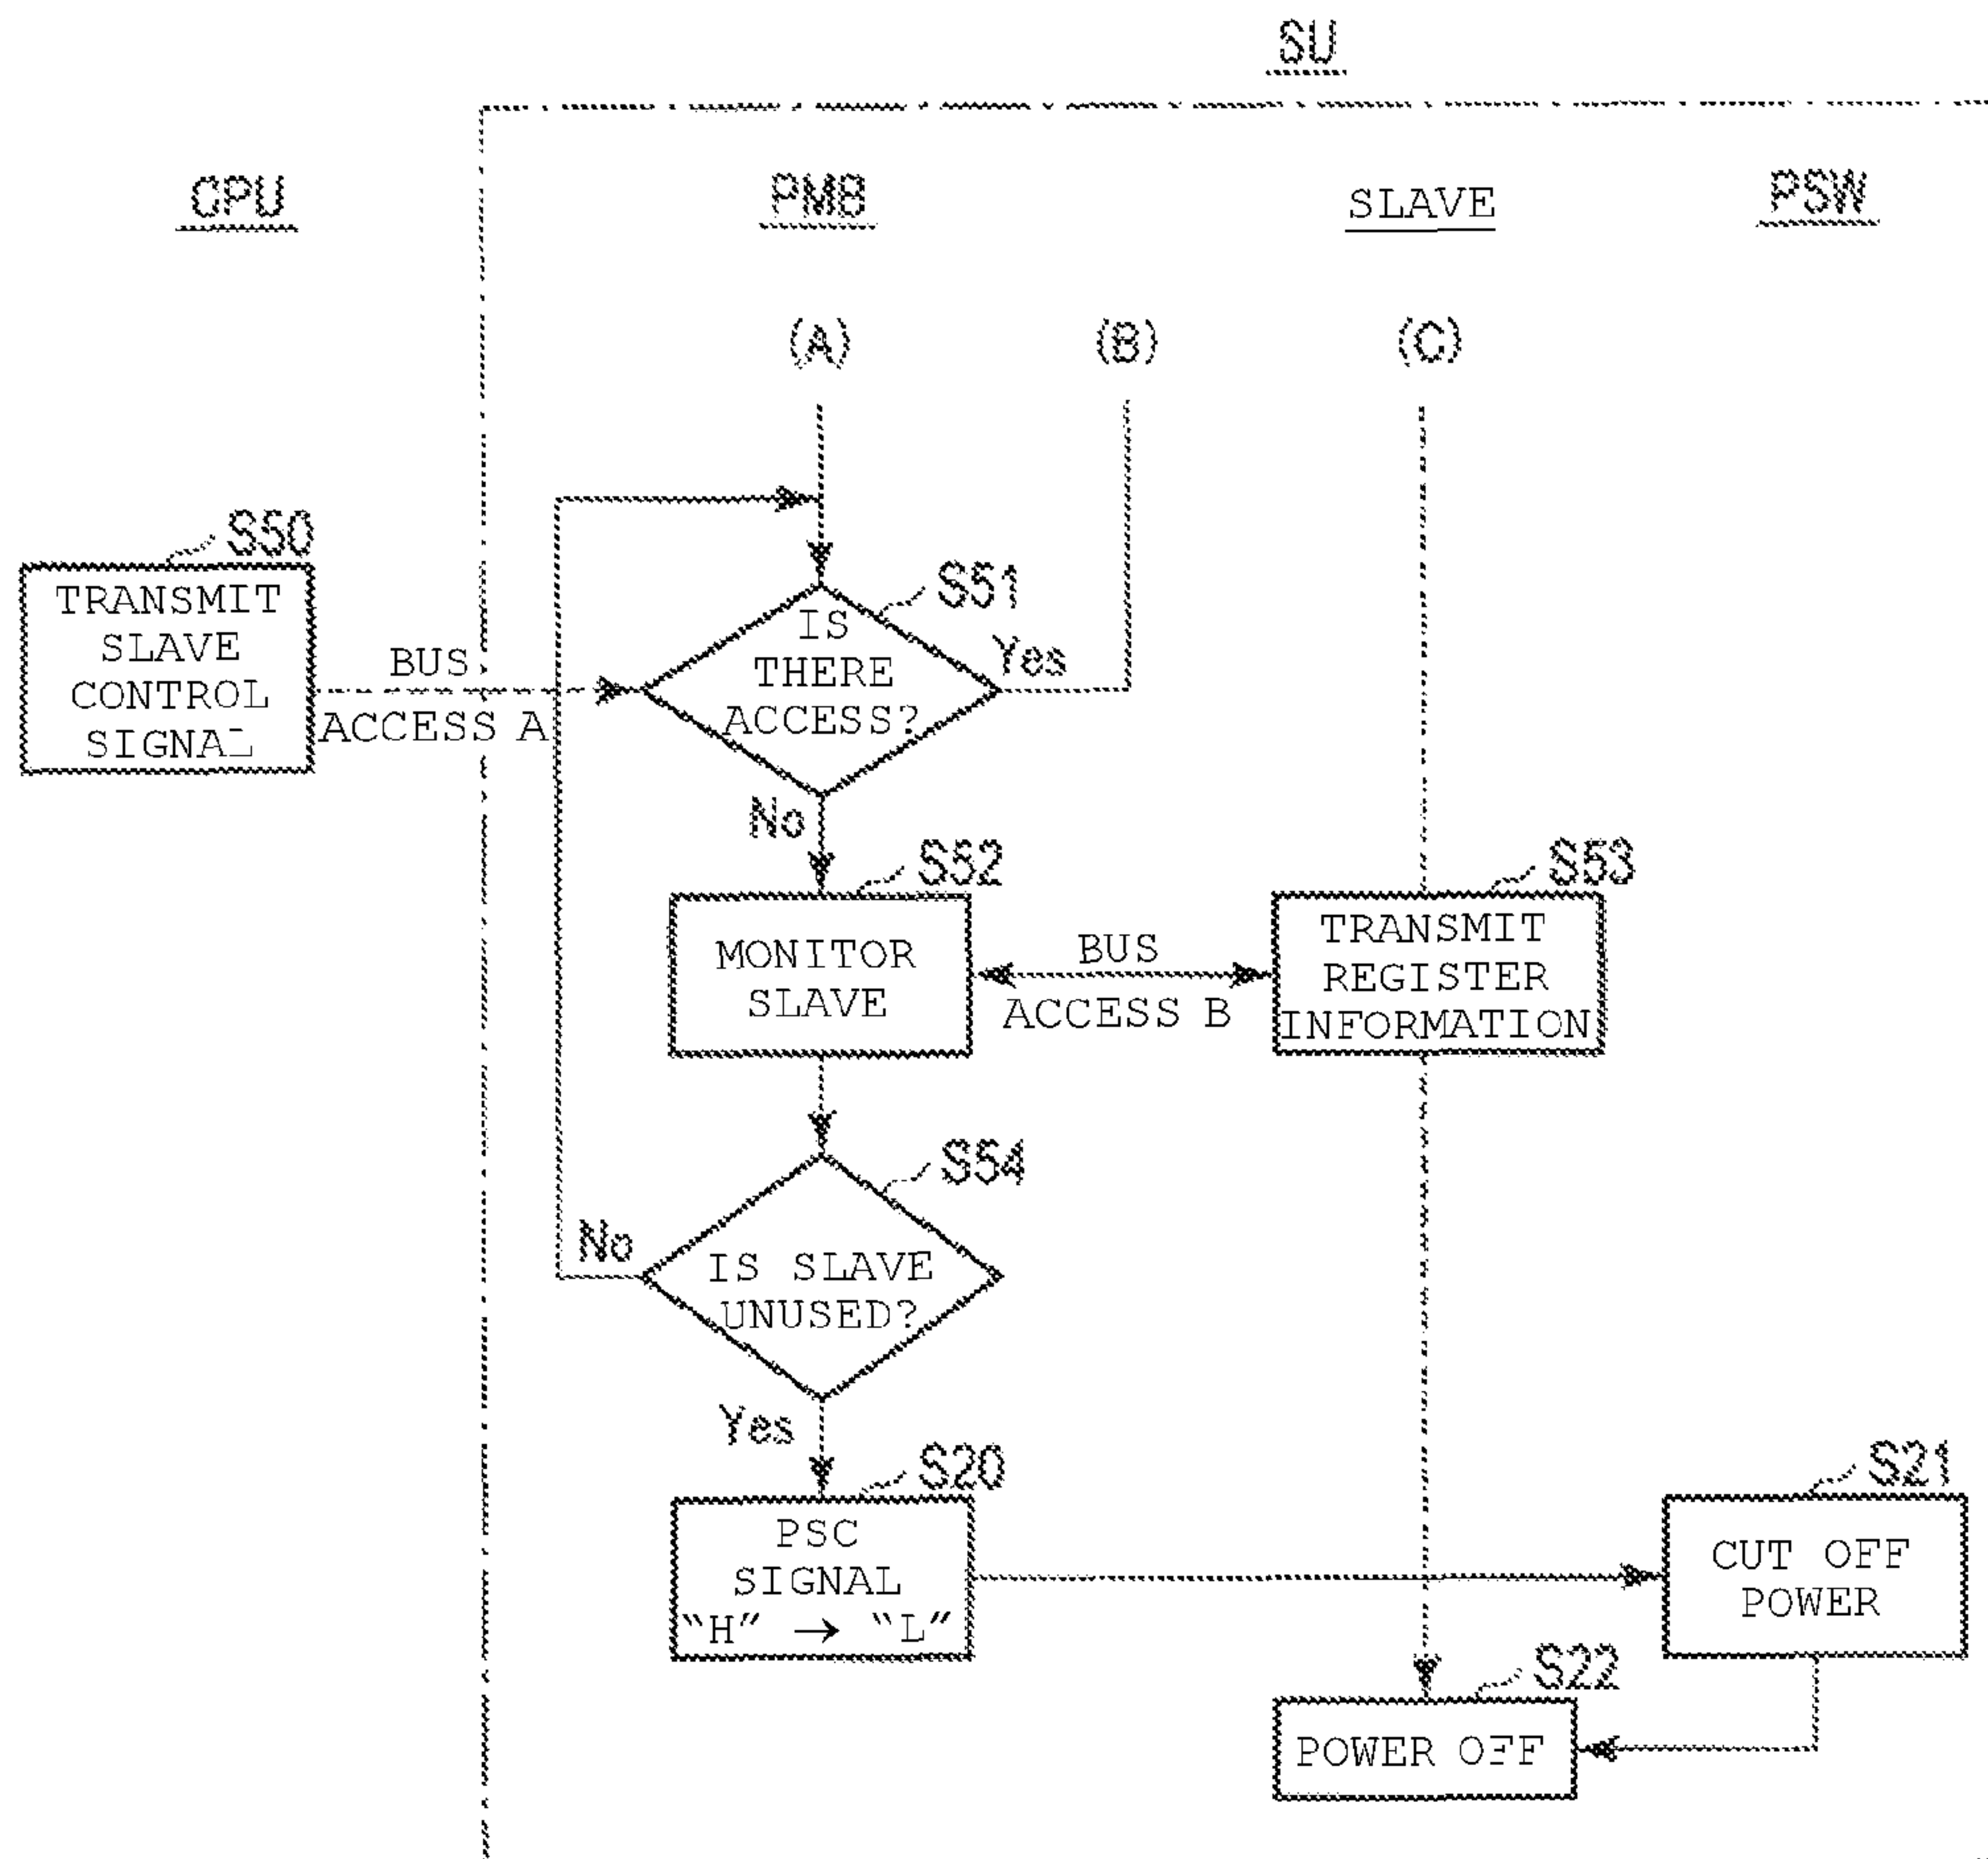 SU
CPU
PMB
SLAVE
PSW
(A)
(B)
(C)
S50
TRANSMIT
SLAVE
CONTROL
SIGNAL
BUS
ACCESS A
S51
IS
THERE
ACCESS?
Yes
No
S52
MONITOR
SLAVE
BUS
ACCESS B
S53
TRANSMIT
REGISTER
INFORMATION
S54
IS SLAVE
UNUSED?
No
Yes
S20
PSC
SIGNAL
“H” → “L”
S21
CUT OFF
POWER
S22
POWER OFF